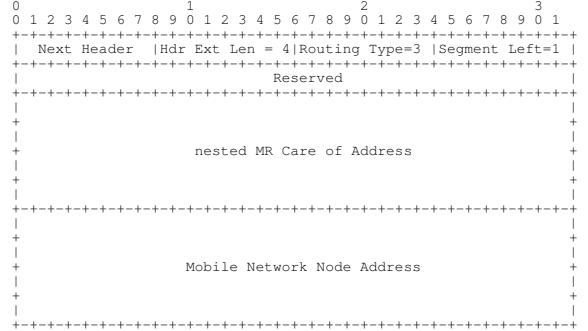 0                   1                   2                   3
0 1 2 3 4 5 6 7 8 9 0 1 2 3 4 5 6 7 8 9 0 1 2 3 4 5 6 7 8 9 0 1
+-+-+-+-+-+-+-+-+-+-+-+-+-+-+-+-+-+-+-+-+-+-+-+-+-+-+-+-+-+-+-+-+
|  Next Header  |Hdr Ext Len = 4|Routing Type=3 |Segment Left=1 |
+-+-+-+-+-+-+-+-+-+-+-+-+-+-+-+-+-+-+-+-+-+-+-+-+-+-+-+-+-+-+-+-+
|                            Reserved                           |
+-+-+-+-+-+-+-+-+-+-+-+-+-+-+-+-+-+-+-+-+-+-+-+-+-+-+-+-+-+-+-+-+
|                                                               |
+                                                               +
|                                                               |
+                   nested MR Care of Address                   +
|                                                               |
+                                                               +
|                                                               |
+-+-+-+-+-+-+-+-+-+-+-+-+-+-+-+-+-+-+-+-+-+-+-+-+-+-+-+-+-+-+-+-+
|                                                               |
+                                                               +
|                                                               |
+                  Mobile Network Node Address                  +
|                                                               |
+                                                               +
|                                                               |
+-+-+-+-+-+-+-+-+-+-+-+-+-+-+-+-+-+-+-+-+-+-+-+-+-+-+-+-+-+-+-+-+